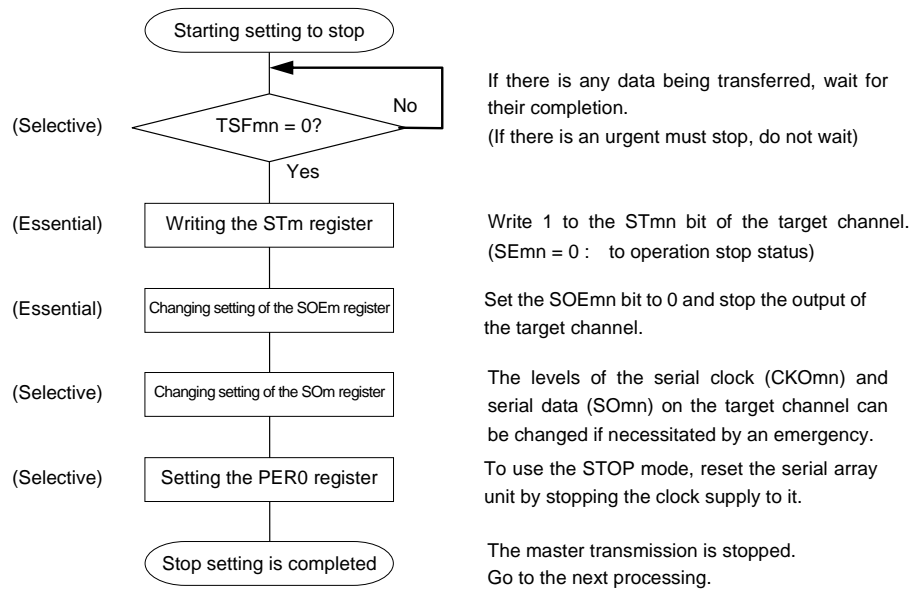 Starting setting to stop
No
(Selective)
TSFmn = 0?
If there is any data being transferred, wait for
their completion.
(If there is an urgent must stop, do not wait)
Yes
(Essential)
Writing the STm register
Write 1 to the STmn bit of the target channel.
(SEmn = 0 : to operation stop status)
(Essential)
Changing setting of the SOEm register
Set the SOEmn bit to 0 and stop the output of
the target channel.
(Selective)
Changing setting of the SOm register
The levels of the serial clock (CKOmn) and
serial data (SOmn) on the target channel can
be changed if necessitated by an emergency.
(Selective)
Setting the PER0 register
To use the STOP mode, reset the serial array
unit by stopping the clock supply to it.
Stop setting is completed
The master transmission is stopped.
Go to the next processing.